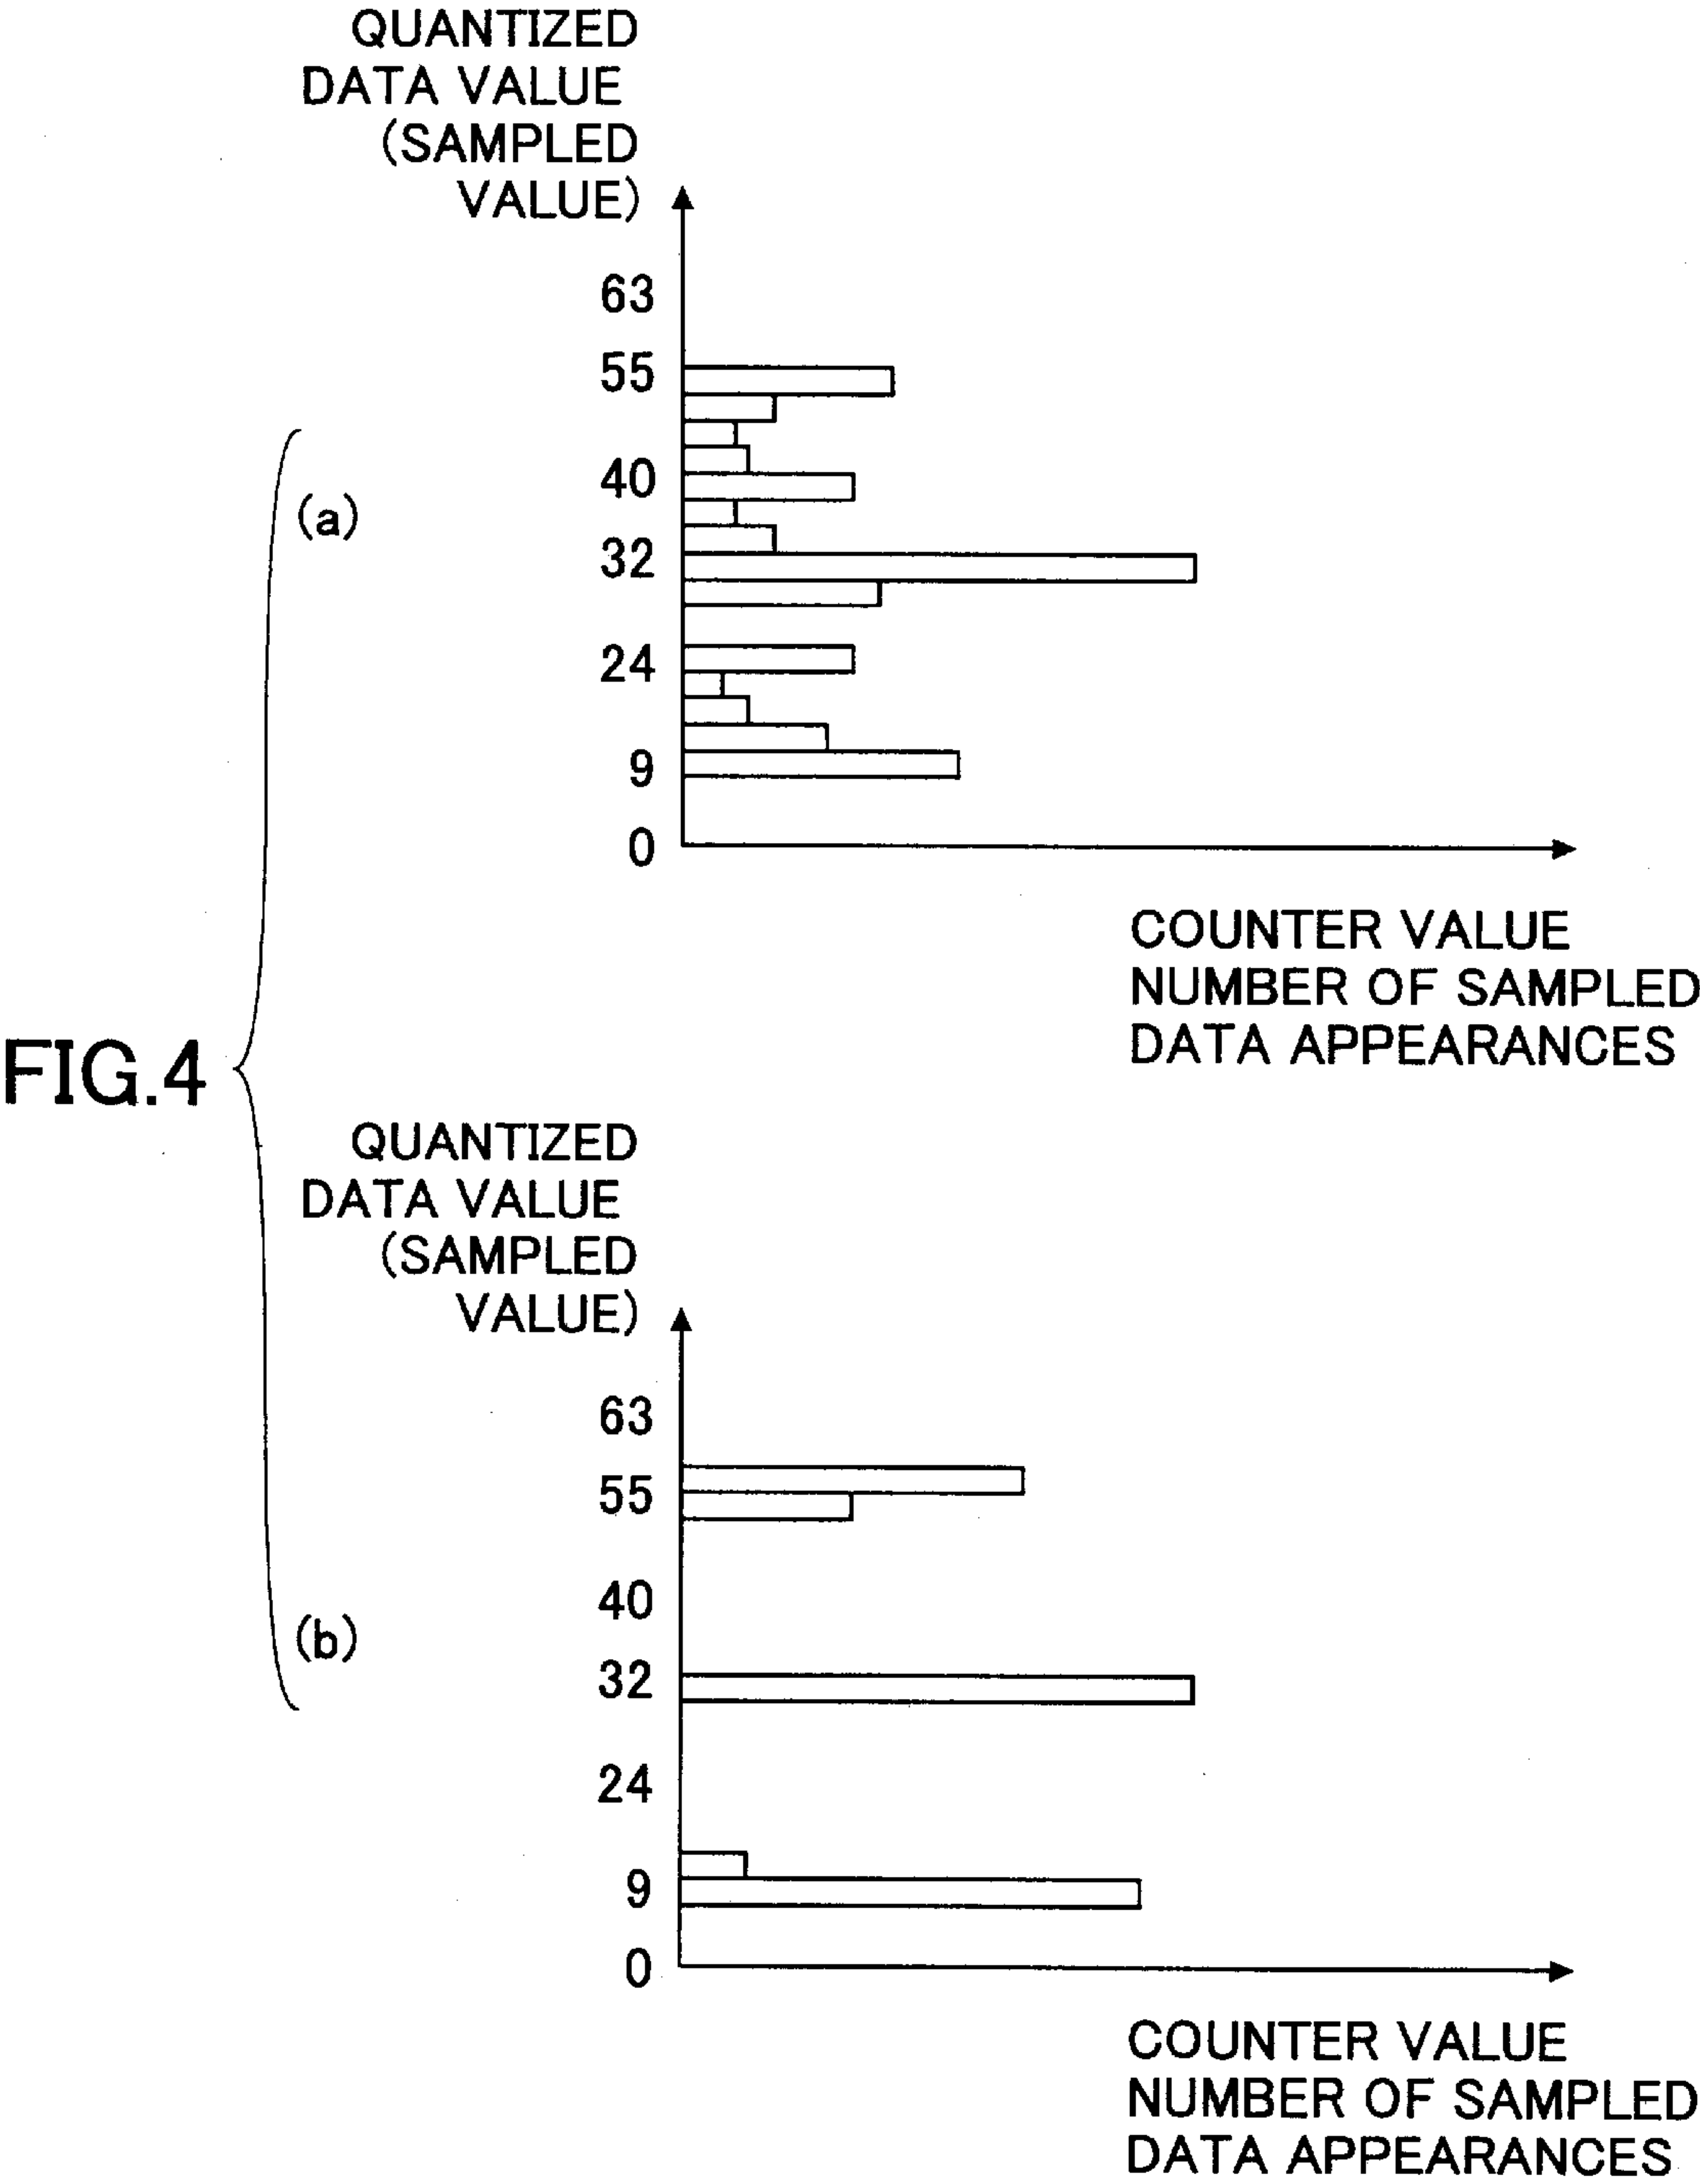 QUANTIZED
DATA VALUE
(SAMPLED
VALUE)
63
55
40
(a)
32
24
9
0
COUNTER VALUE
NUMBER OF SAMPLED
DATA APPEARANCES
FIG.4
QUANTIZED
DATA VALUE
(SAMPLED
VALUE)
63
55
40
(b)
32
24
9
0
COUNTER VALUE
NUMBER OF SAMPLED
DATA APPEARANCES